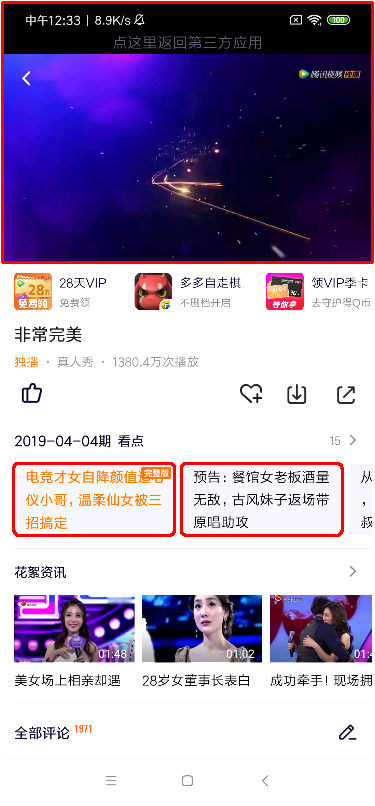 中午12:33 | 8.9K/s
100
点这里返回第三方应用
腾讯视频
28天VIP
免费领
多多自走棋
不删档开启
领VIP季卡
去守护得Q币
非常完美
独播 · 真人秀 · 1380.4万次播放
2019-04-04期 看点
15
完整版
电竞才女自降颜值追
仪小哥，温柔仙女被三
招搞定
预告：餐馆女老板酒量
无敌，古风妹子返场带
原唱助攻
从
花絮资讯
01:48
01:02
美女场上相亲却遇
28岁女董事长表白
成功牵手！现场拥
全部评论 1971